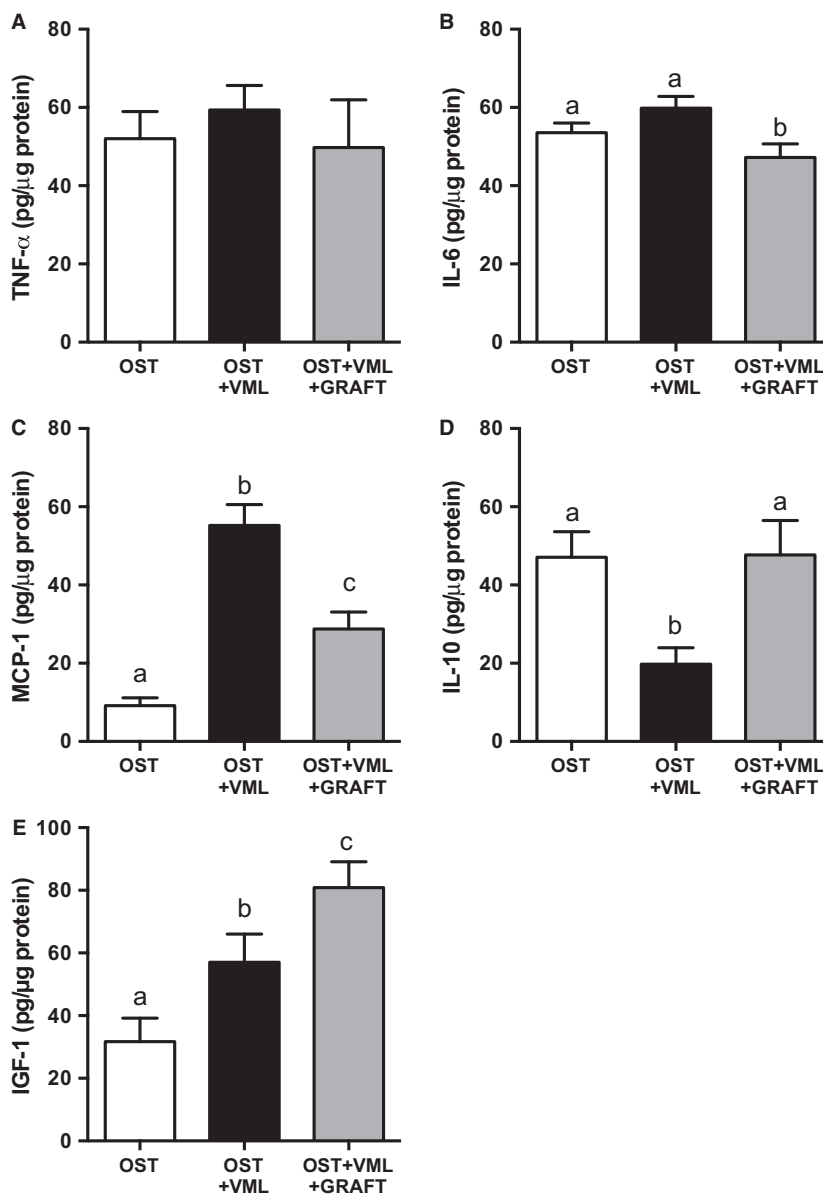 A
TNF-α (pg/μg protein)
80
60
40
20
0
OST
OST
+VML
OST+VML
+GRAFT
B
IL-6 (pg/μg protein)
80
60
40
20
0
a
a
b
OST
OST
+VML
OST+VML
+GRAFT
C
MCP-1 (pg/μg protein)
80
60
40
20
0
a
b
c
OST
OST
+VML
OST+VML
+GRAFT
D
IL-10 (pg/μg protein)
80
60
40
20
0
a
b
a
OST
OST
+VML
OST+VML
+GRAFT
E
IGF-1 (pg/μg protein)
100
80
60
40
20
0
a
b
c
OST
OST
+VML
OST+VML
+GRAFT